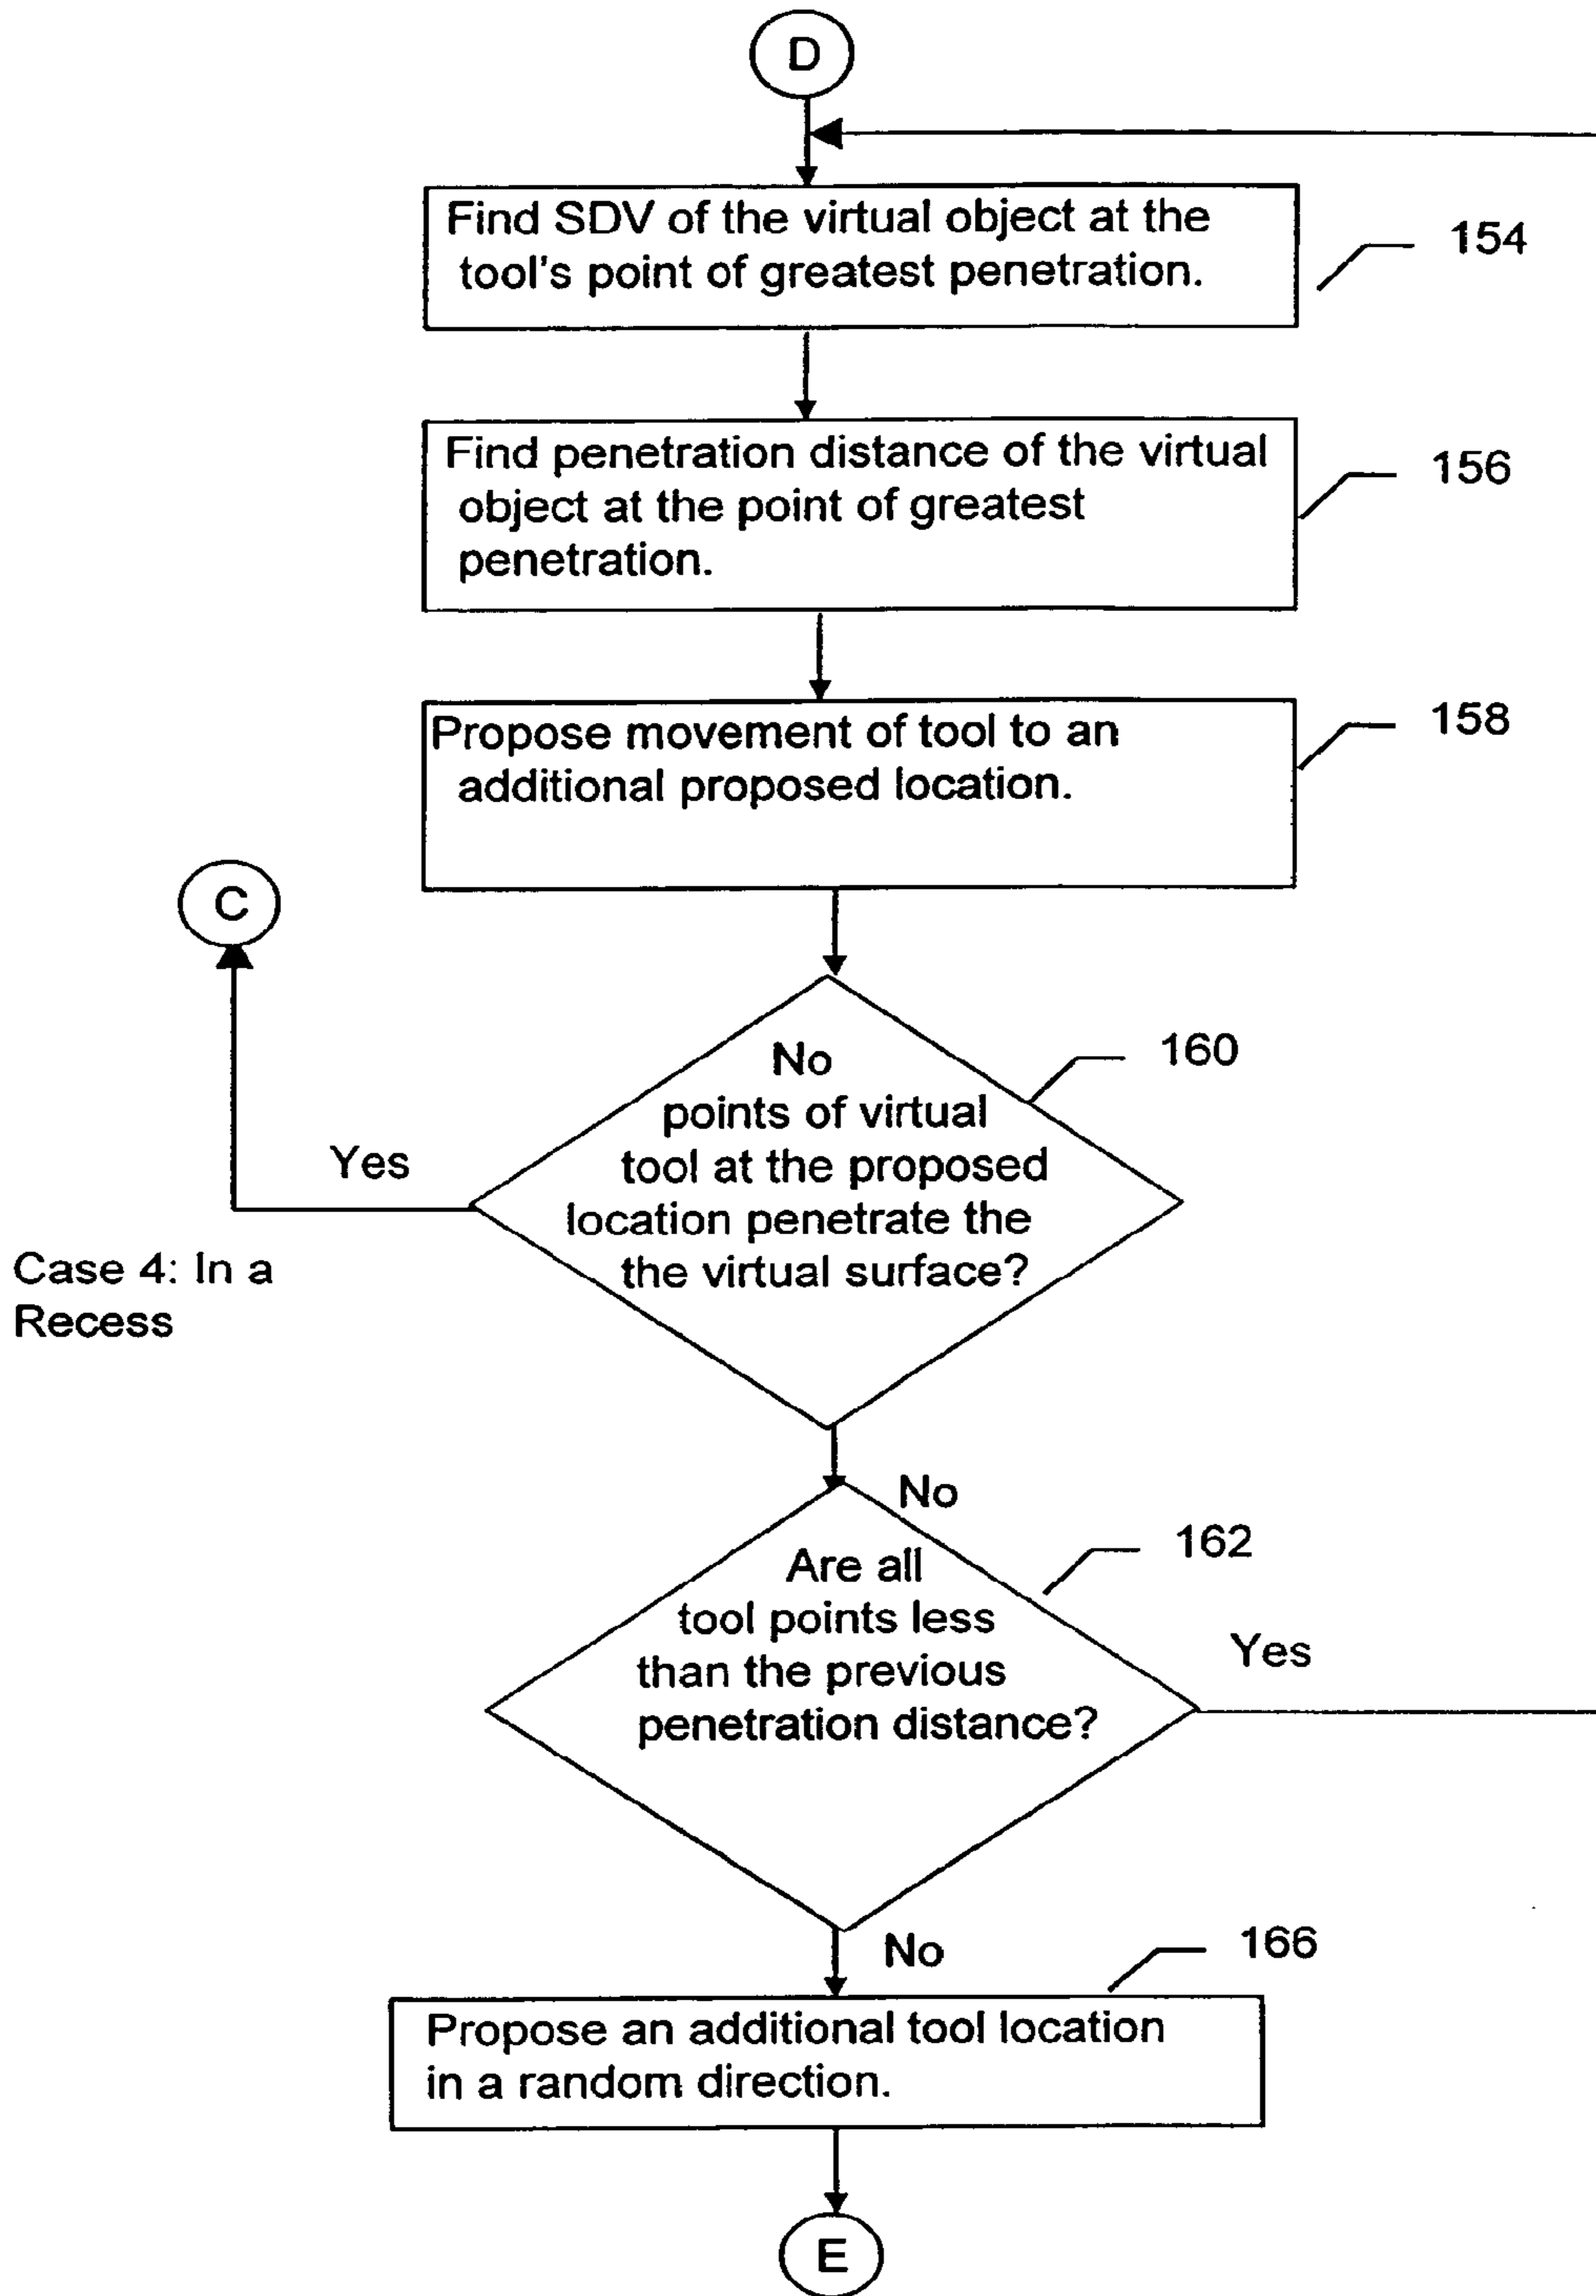 D
Find SDV of the virtual object at the
tool's point of greatest penetration.
154
Find penetration distance of the virtual
object at the point of greatest
penetration.
156
Propose movement of tool to an
additional proposed location.
158
C
No
points of virtual
tool at the proposed
location penetrate the
the virtual surface?
160
Yes
Case 4: In a
Recess
No
Are all
tool points less
than the previous
penetration distance?
162
Yes
No
166
Propose an additional tool location
in a random direction.
E